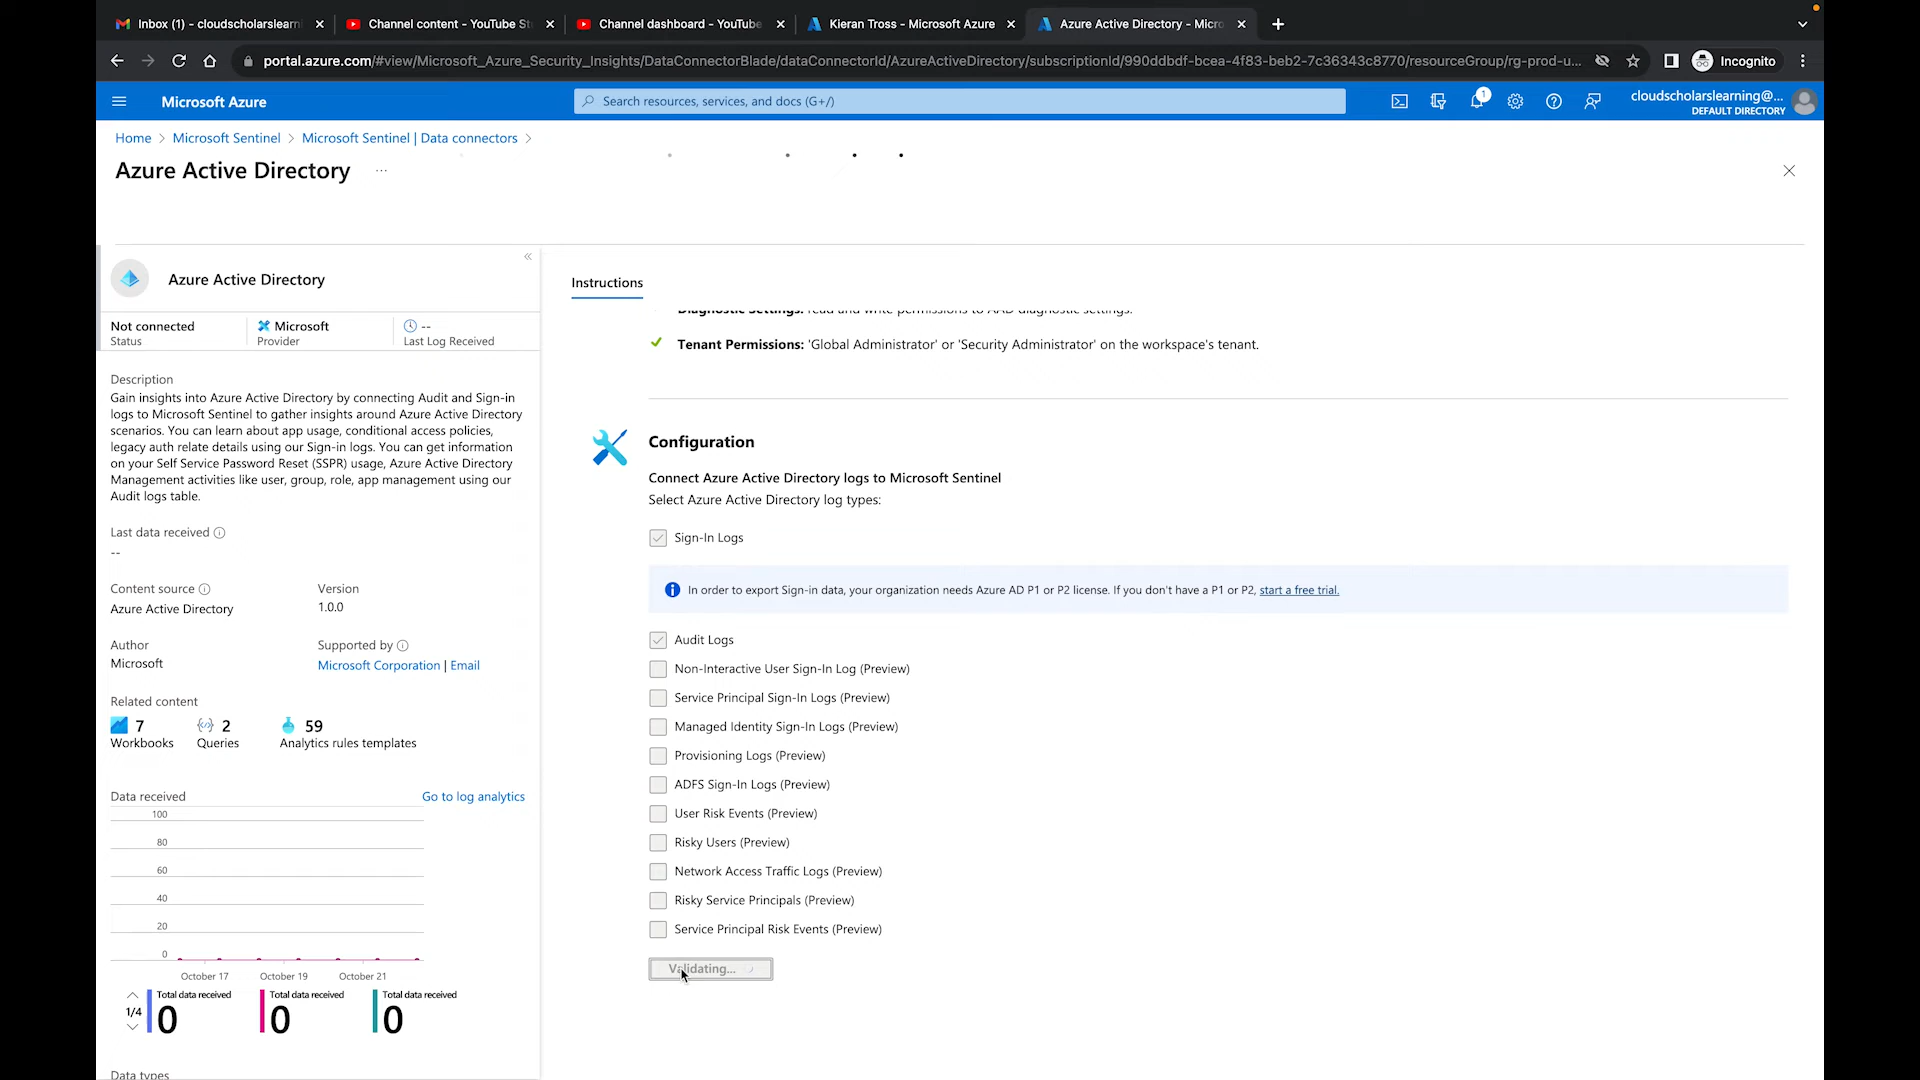 Inbox (1) - cloudscholarslearni
Channel content - YouTube St
Channel dashboard - YouTube
Kieran Tross - Microsoft Azure
Azure Active Directory - Micro
portal.azure.com/#view/Microsoft_Azure_Security_Insights/DataConnectorBlade/dataConnectorId/AzureActiveDirectory/subscriptionId/990ddbdf-bcea-4f83-beb2-7c36343c8770/resourceGroup/rg-prod-u...
Incognito
Microsoft Azure
Search resources, services, and docs (G+/)
1
cloudscholarslearning@...
DEFAULT DIRECTORY
Home > Microsoft Sentinel > Microsoft Sentinel | Data connectors >
Azure Active Directory ...
Azure Active Directory
Not connected
Status
Microsoft
Provider
--
Last Log Received
Description
Gain insights into Azure Active Directory by connecting Audit and Sign-in
logs to Microsoft Sentinel to gather insights around Azure Active Directory
scenarios. You can learn about app usage, conditional access policies,
legacy auth relate details using our Sign-in logs. You can get information
on your Self Service Password Reset (SSPR) usage, Azure Active Directory
Management activities like user, group, role, app management using our
Audit logs table.
Last data received
--
Content source
Azure Active Directory
Version
1.0.0
Author
Microsoft
Supported by
Microsoft Corporation | Email
Related content
7
Workbooks
2
Queries
59
Analytics rules templates
Data received
Go to log analytics
100
80
60
40
20
0
October 17
October 19
October 21
1/4
Total data received
0
Total data received
0
Total data received
0
Data types
Instructions
Diagnostic Settings: read and write permissions to AAD diagnostic settings.
Tenant Permissions: 'Global Administrator' or 'Security Administrator' on the workspace's tenant.
Configuration
Connect Azure Active Directory logs to Microsoft Sentinel
Select Azure Active Directory log types:
Sign-In Logs
In order to export Sign-in data, your organization needs Azure AD P1 or P2 license. If you don't have a P1 or P2, start a free trial.
Audit Logs
Non-Interactive User Sign-In Log (Preview)
Service Principal Sign-In Logs (Preview)
Managed Identity Sign-In Logs (Preview)
Provisioning Logs (Preview)
ADFS Sign-In Logs (Preview)
User Risk Events (Preview)
Risky Users (Preview)
Network Access Traffic Logs (Preview)
Risky Service Principals (Preview)
Service Principal Risk Events (Preview)
Validating...